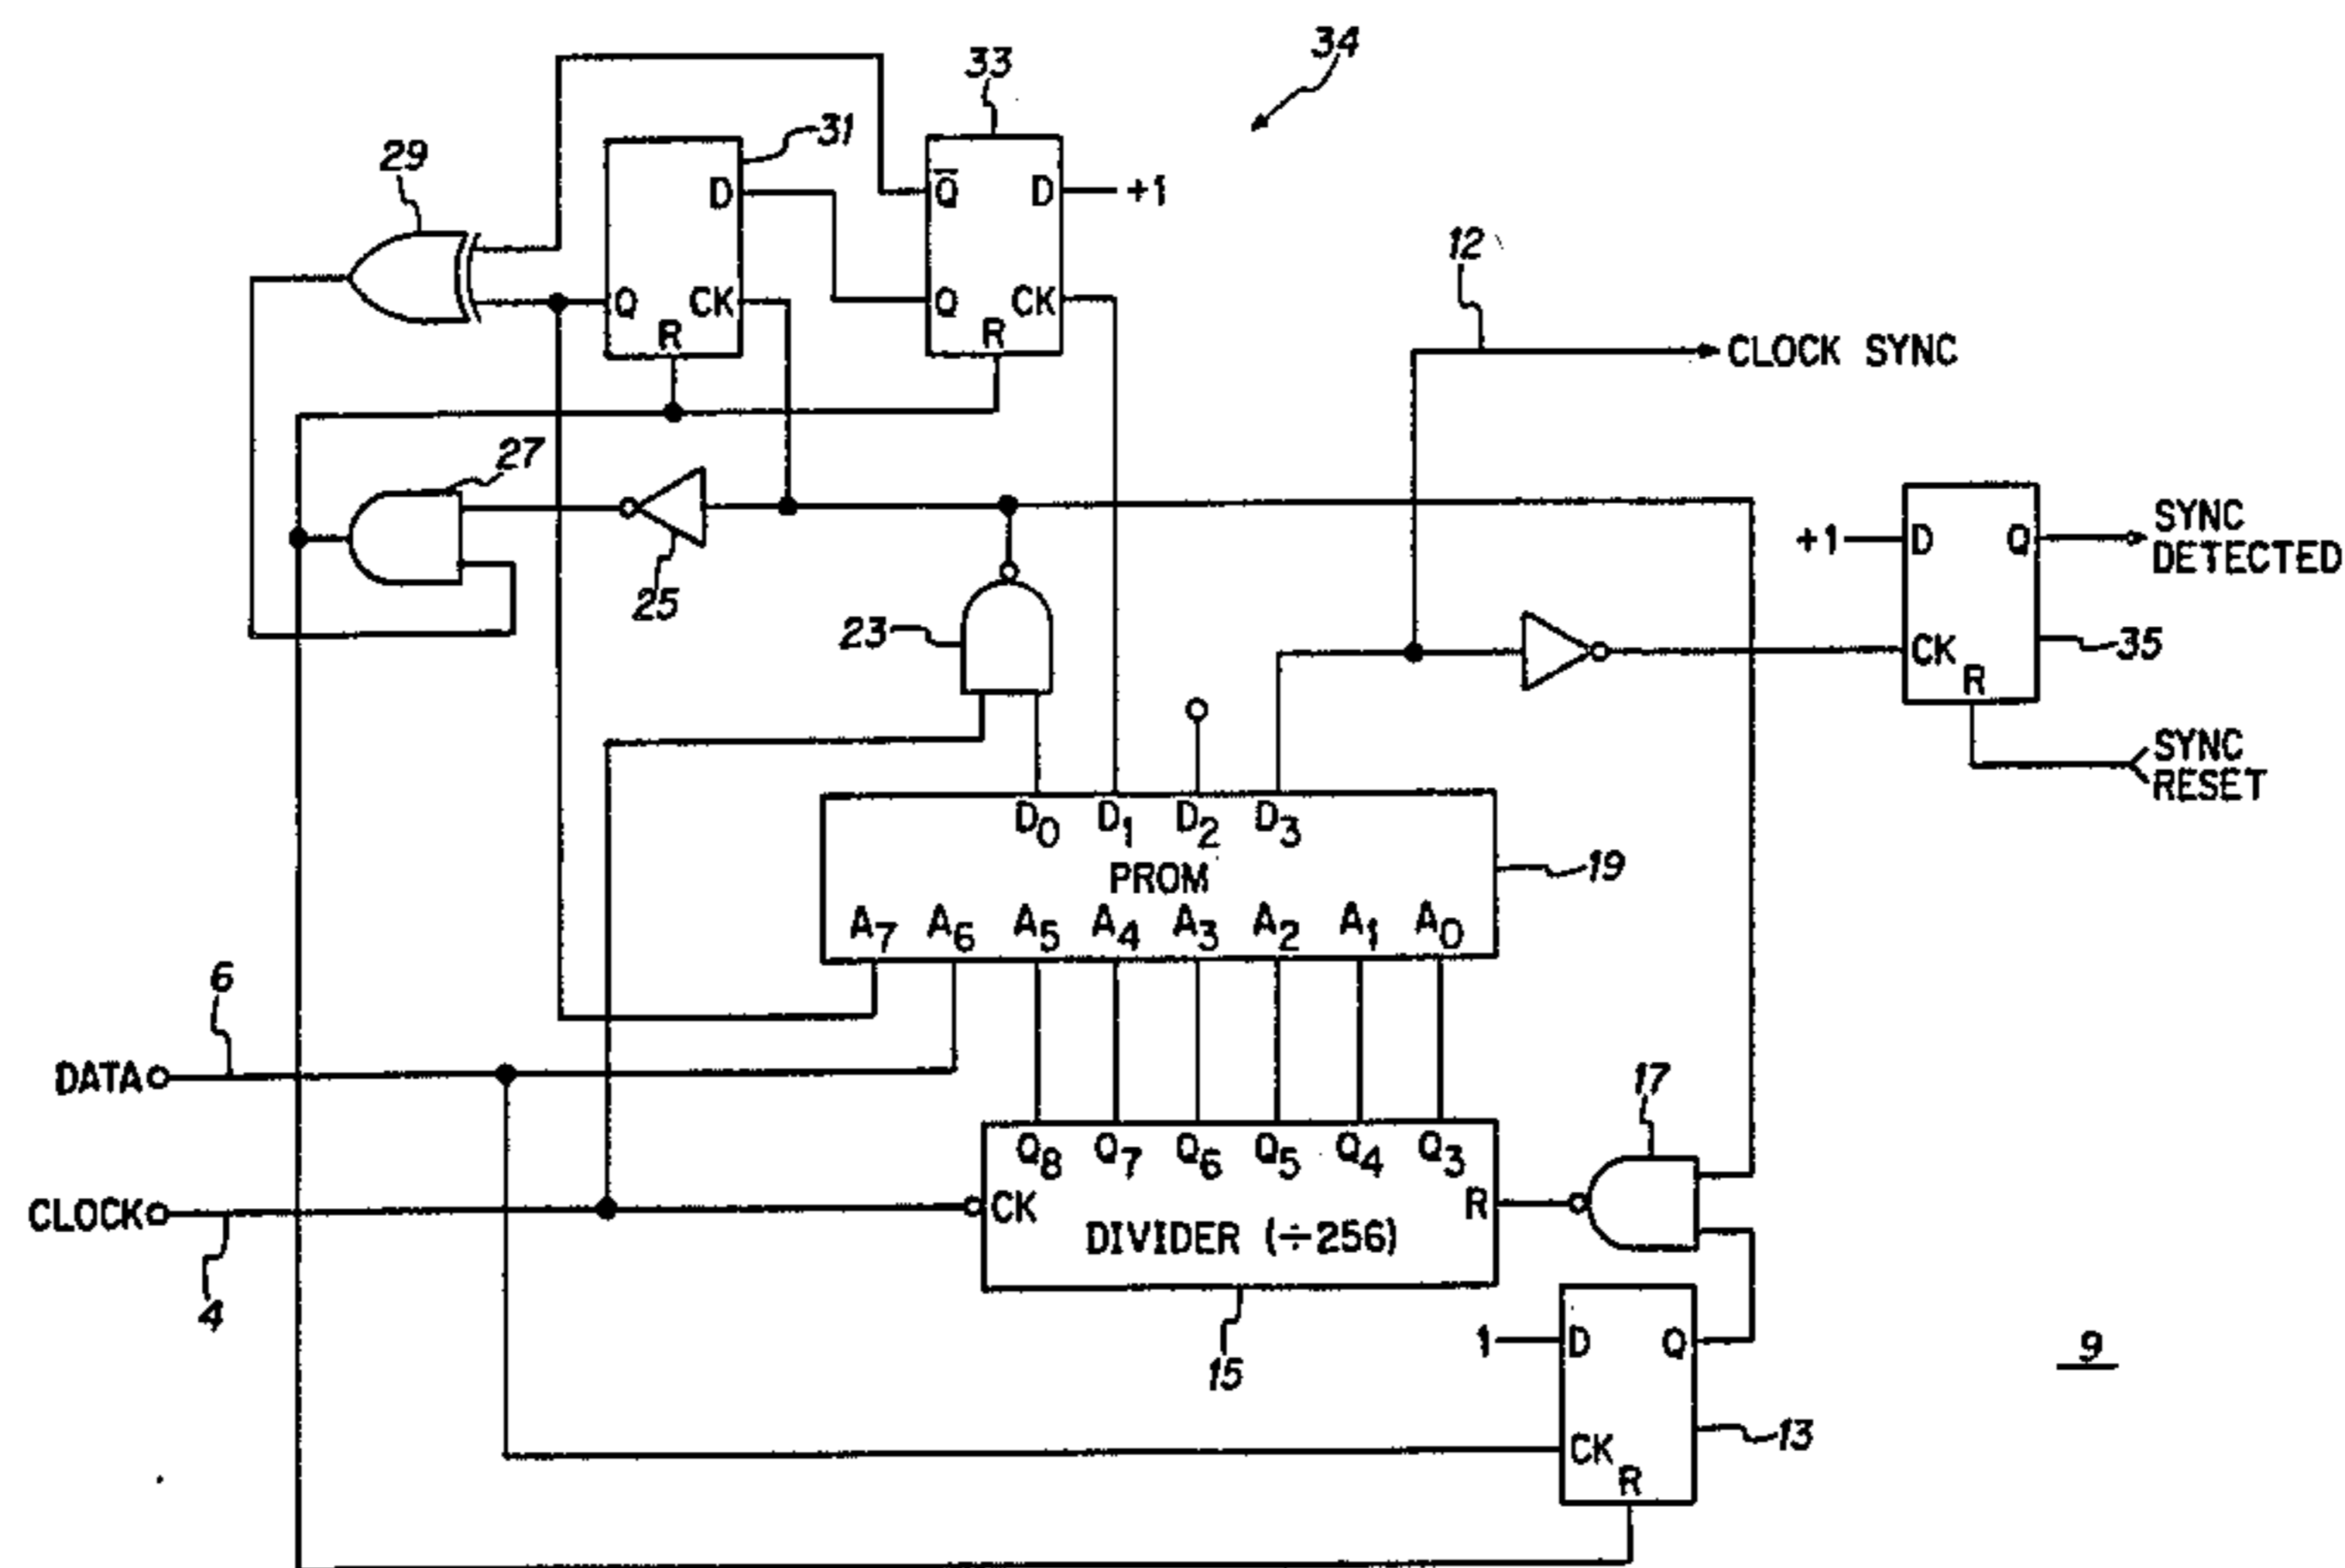 34
33
31
29
Q̅ D +1
D
12
Q CK
Q CK
R
R
CLOCK SYNC
27
25
23
+1 D Q SYNC
DETECTED
CK
R
35
SYNC
RESET
D0 D1 D2 D3
PROM
19
A7 A6 A5 A4 A3 A2 A1 A0
6
DATA
17
Q8 Q7 Q6 Q5 Q4 Q3
CLOCK
CK R
DIVIDER (÷256)
4
15
1 D Q
9
CK
R
13